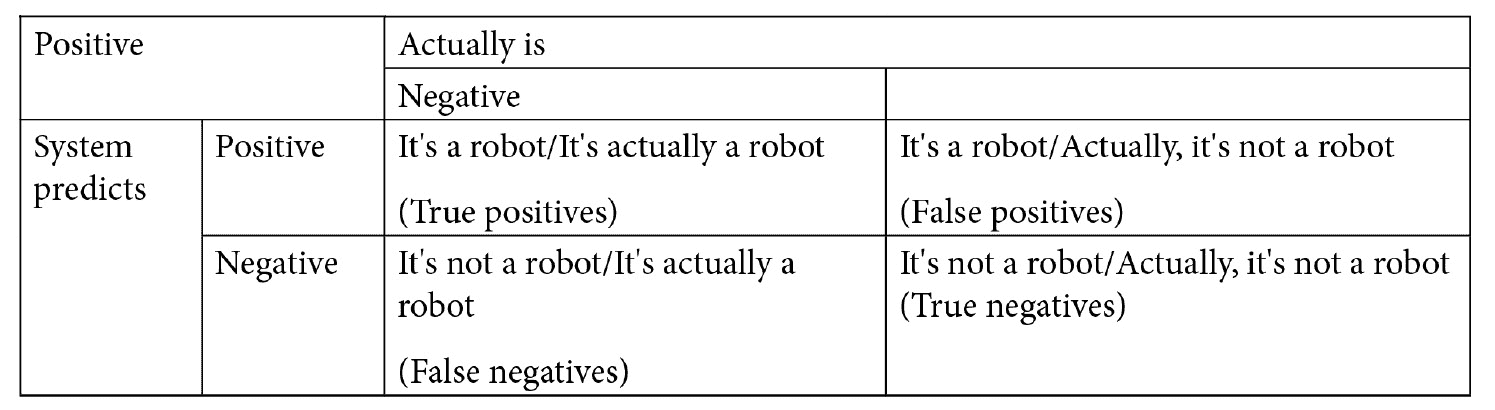 Positive
Actually is
Negative
System
predicts
Positive
It's a robot/It's actually a robot
(True positives)
It's a robot/Actually, it's not a robot
(False positives)
Negative
It's not a robot/It's actually a
robot
(False negatives)
It's not a robot/Actually, it's not a robot
(True negatives)